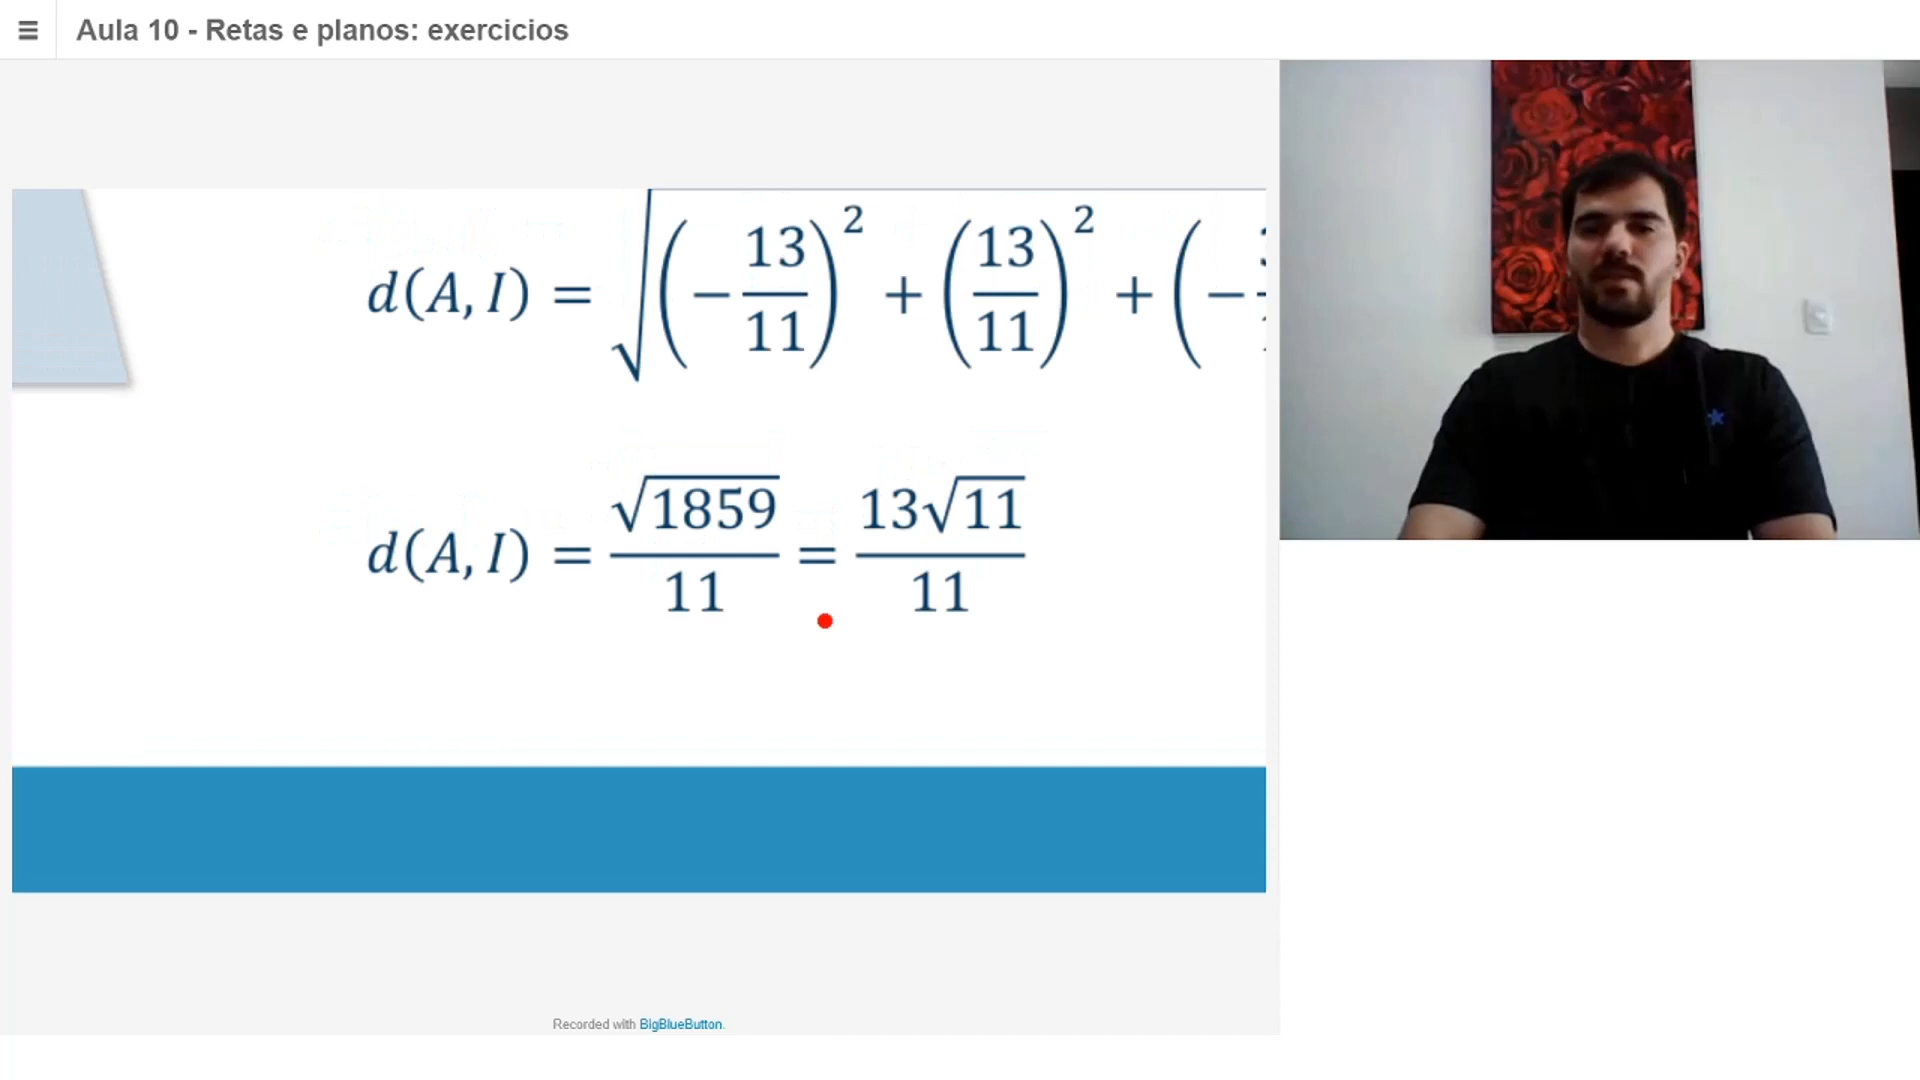 Aula 10 - Retas e planos: exercicios
d(A, I) = √((-13/11)² + (13/11)² + (-
d(A, I) = √1859/11 = 13√11/11
Recorded with BigBlueButton.